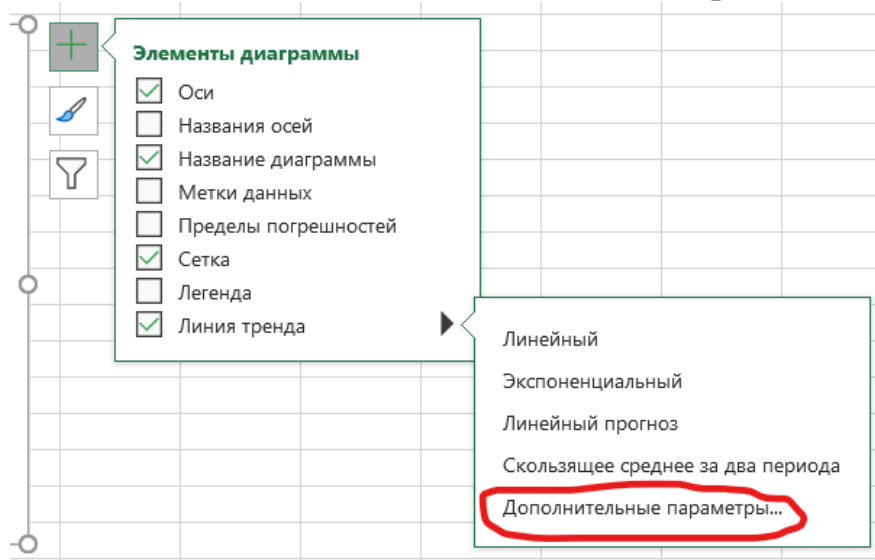 Элементы диаграммы
Оси
Названия осей
Название диаграммы
Метки данных
Пределы погрешностей
Сетка
Легенда
Линия тренда
Линейный
Экспоненциальный
Линейный прогноз
Скользящее среднее за два периода
Дополнительные параметры...